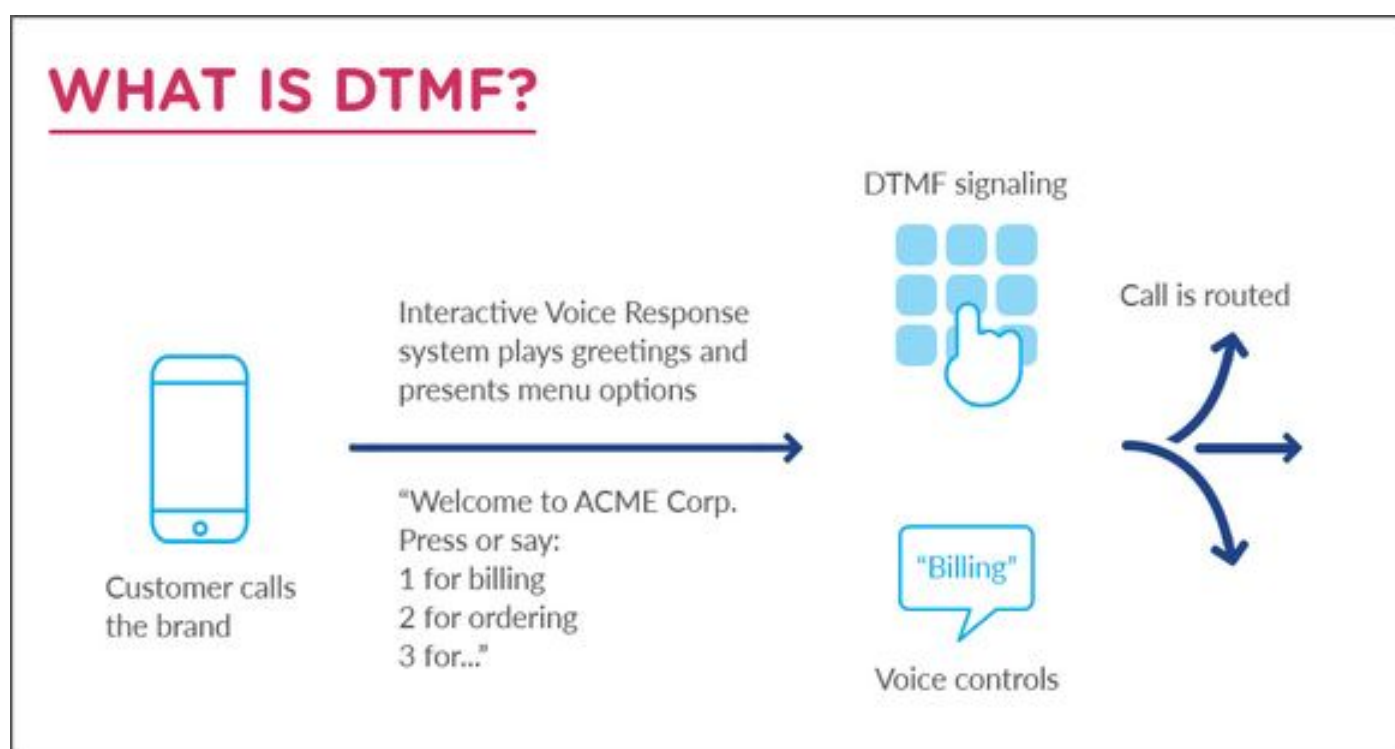 WHAT IS DTMF?
Customer calls
the brand
Interactive Voice Response
system plays greetings and
presents menu options
“Welcome to ACME Corp.
Press or say:
1 for billing
2 for ordering
3 for...”
DTMF signaling
“Billing”
Voice controls
Call is routed